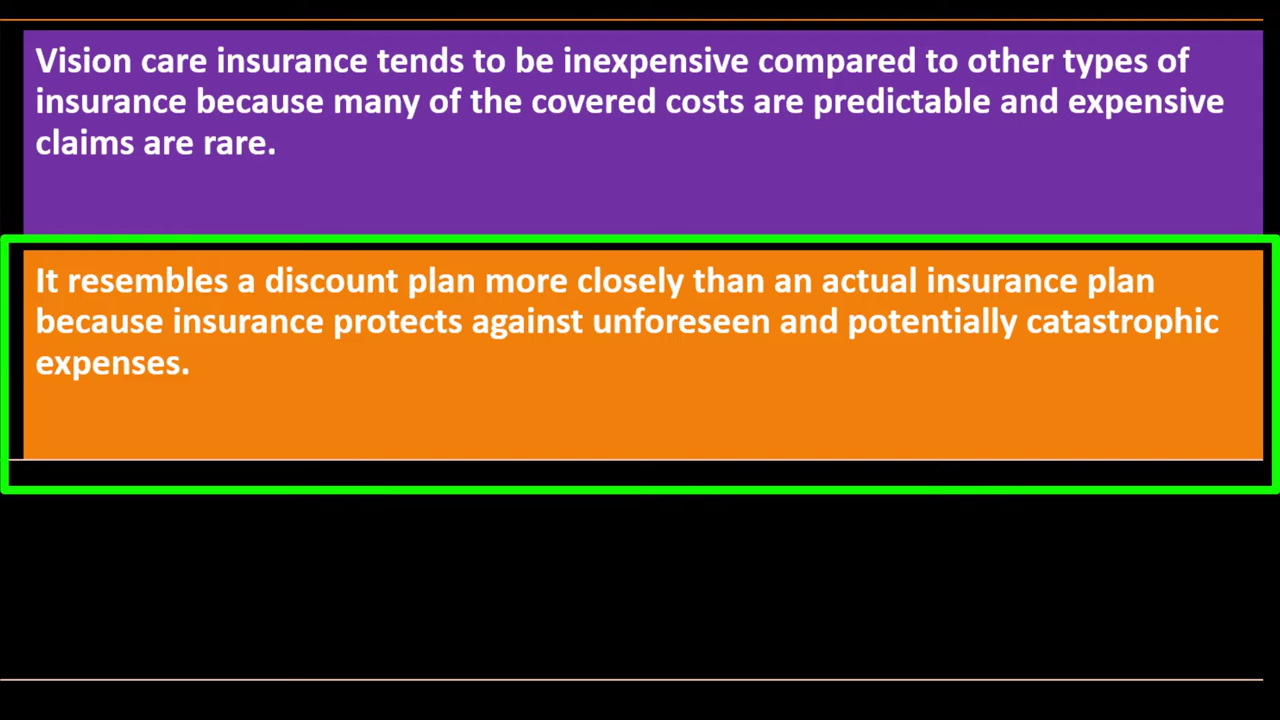 Vision care insurance tends to be inexpensive compared to other types of
insurance because many of the covered costs are predictable and expensive
claims are rare.
It resembles a discount plan more closely than an actual insurance plan
because insurance protects against unforeseen and potentially catastrophic
expenses.